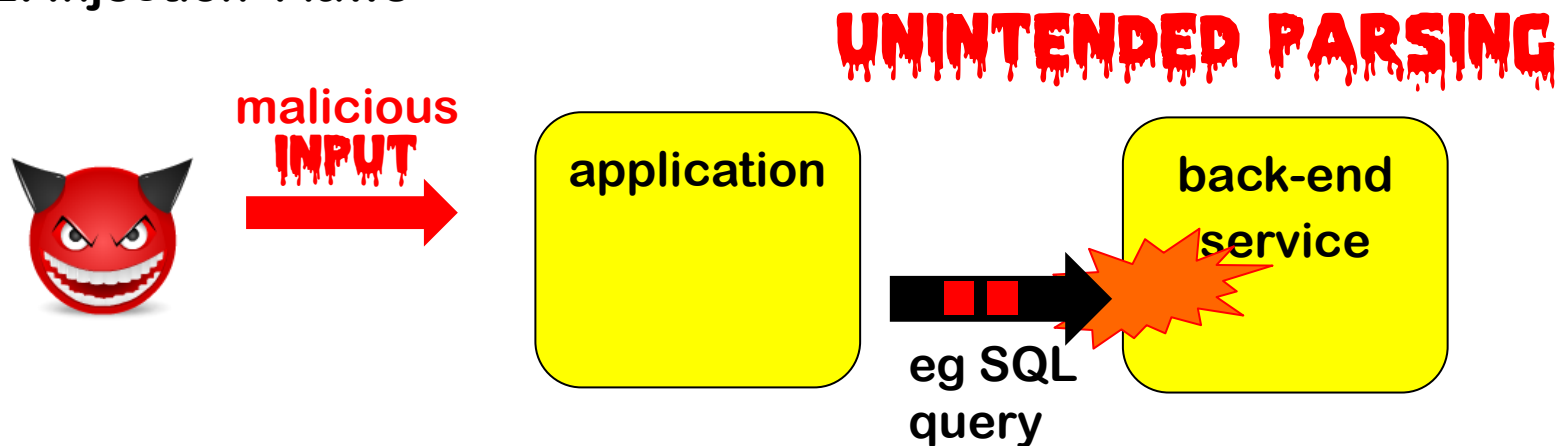 UNINTENDED PARSING
malicious
INPUT
application
back-end
service
eg SQL
query